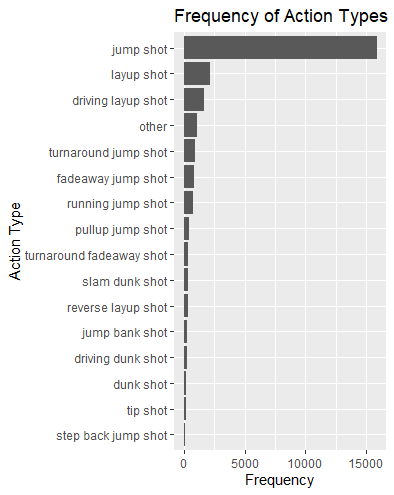 Frequency of Action Types
jump shot
layup shot
driving layup shot
other
turnaround jump shot
fadeaway jump shot
running jump shot
pullup jump shot
turnaround fadeaway shot
slam dunk shot
reverse layup shot
jump bank shot
driving dunk shot
dunk shot
tip shot
step back jump shot
Action Type
0 5000 10000 15000
Frequency